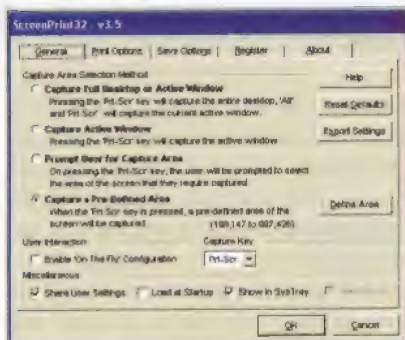 ScreenPrint32 - v3.5
General Print Options Save Options Register About
Capture Area Selection Method
Capture Full Desktop or Active Window
Pressing the 'Prt-Scr' key will capture the entire desktop, 'Alt'
and 'Prt-Scr' will capture the current active window.
Capture Active Window
Pressing the 'Prt-Scr' key will capture the active window
Prompt User for Capture Area
On pressing the 'Prt-Scr' key, the user will be prompted to select
the area of the screen that they require captured
Capture a Pre-Defined Area
When the 'Prt-Scr' key is pressed, a pre-defined area of the
screen will be captured.
Help
Reset Defaults
Export Settings
Define Area
User Interaction
Enable 'On The Fly' Configuration
Capture Key
Prt-Scr
Miscellaneous
Share User Settings Load at Startup Show in SysTray
OK Cancel